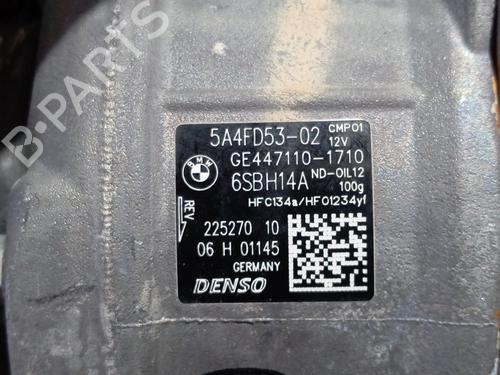 B-PARTS
5A4FD53-02 CMP01 12V
BMW GE447110-1710
6SBH14A ND-OIL12 100g
HFC134a/HFO1234yf
REV
225270 10
06 H 01145
GERMANY
DENSO